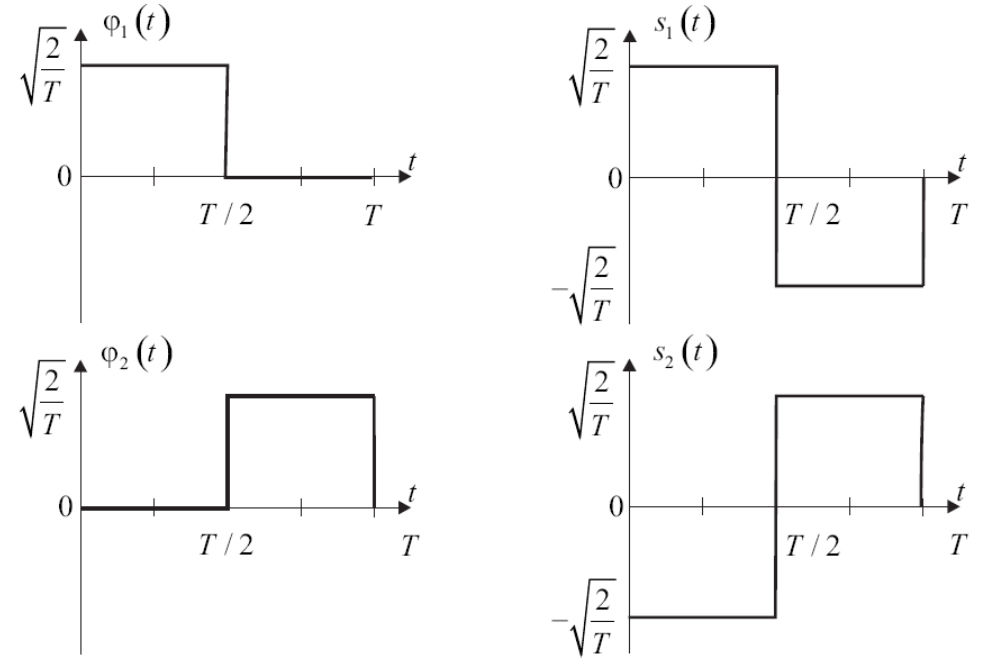 φ₁(t)
√(2/T)
0
t
T / 2
T
s₁(t)
√(2/T)
0
t
T / 2
T
−√(2/T)
φ₂(t)
√(2/T)
0
t
T / 2
T
s₂(t)
√(2/T)
0
t
T / 2
T
−√(2/T)